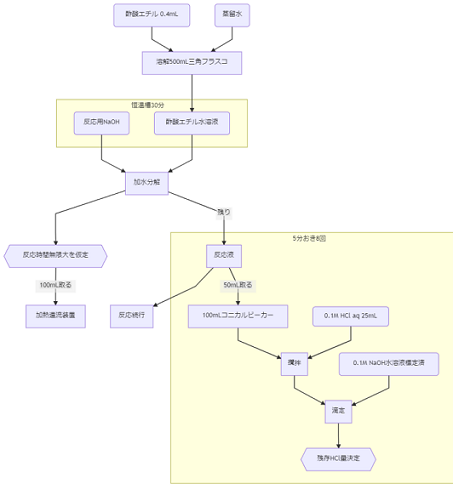 酢酸エチル 0.4mL
蒸留水
溶解500mL三角フラスコ
恒温槽30分
反応用NaOH
酢酸エチル水溶液
加水分解
残り
5分おき8回
反応時間無限大を仮定
反応液
100mL取る
50mL取る
加熱還流装置
反応続行
100mLコニカルビーカー
0.1M HCl aq 25mL
攪拌
0.1M NaOH水溶液標定済
滴定
残存HCl量決定